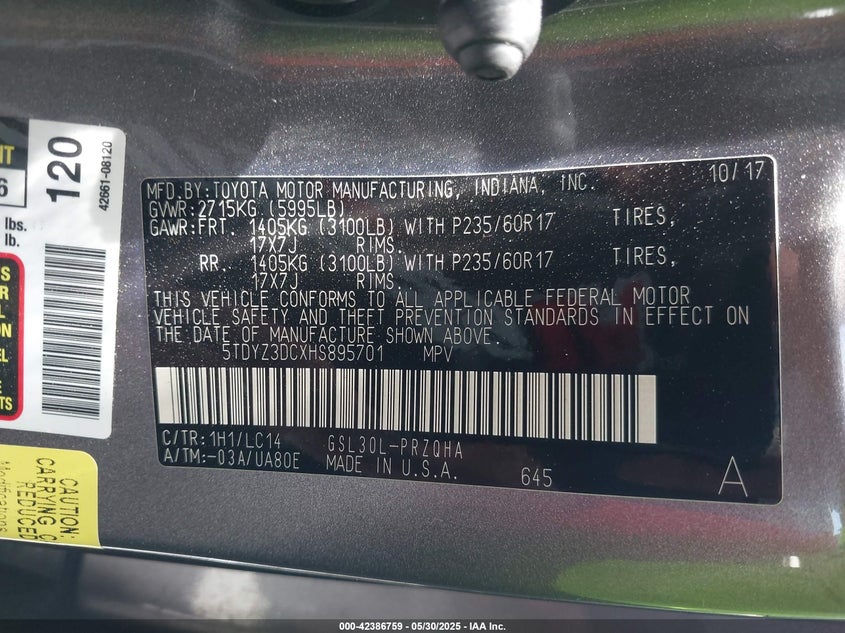 MFD.BY:TOYOTA MOTOR MANUFACTURING, INDIANA, INC. 10/17
GVWR:2715KG (5995LB)
GAWR:FRT. 1405KG (3100LB) WITH P235/60R17 TIRES,
17X7J RIMS.
RR. 1405KG (3100LB) WITH P235/60R17 TIRES,
17X7J RIMS.
THIS VEHICLE CONFORMS TO ALL APPLICABLE FEDERAL MOTOR
VEHICLE SAFETY AND THEFT PREVENTION STANDARDS IN EFFECT ON
THE DATE OF MANUFACTURE SHOWN ABOVE.
5TDYZ3DCXHS895701 MPV
C/TR:1H1/LC14 GSL30L-PRZQHA
A/TM:-03A/UA80E MADE IN U.S.A. 645 A
120
42661-08120
lbs.
lb.
CAUTION:
CARRYING
REDUCED
Modifications
000-42386759 — 05/30/2025 — IAA Inc.